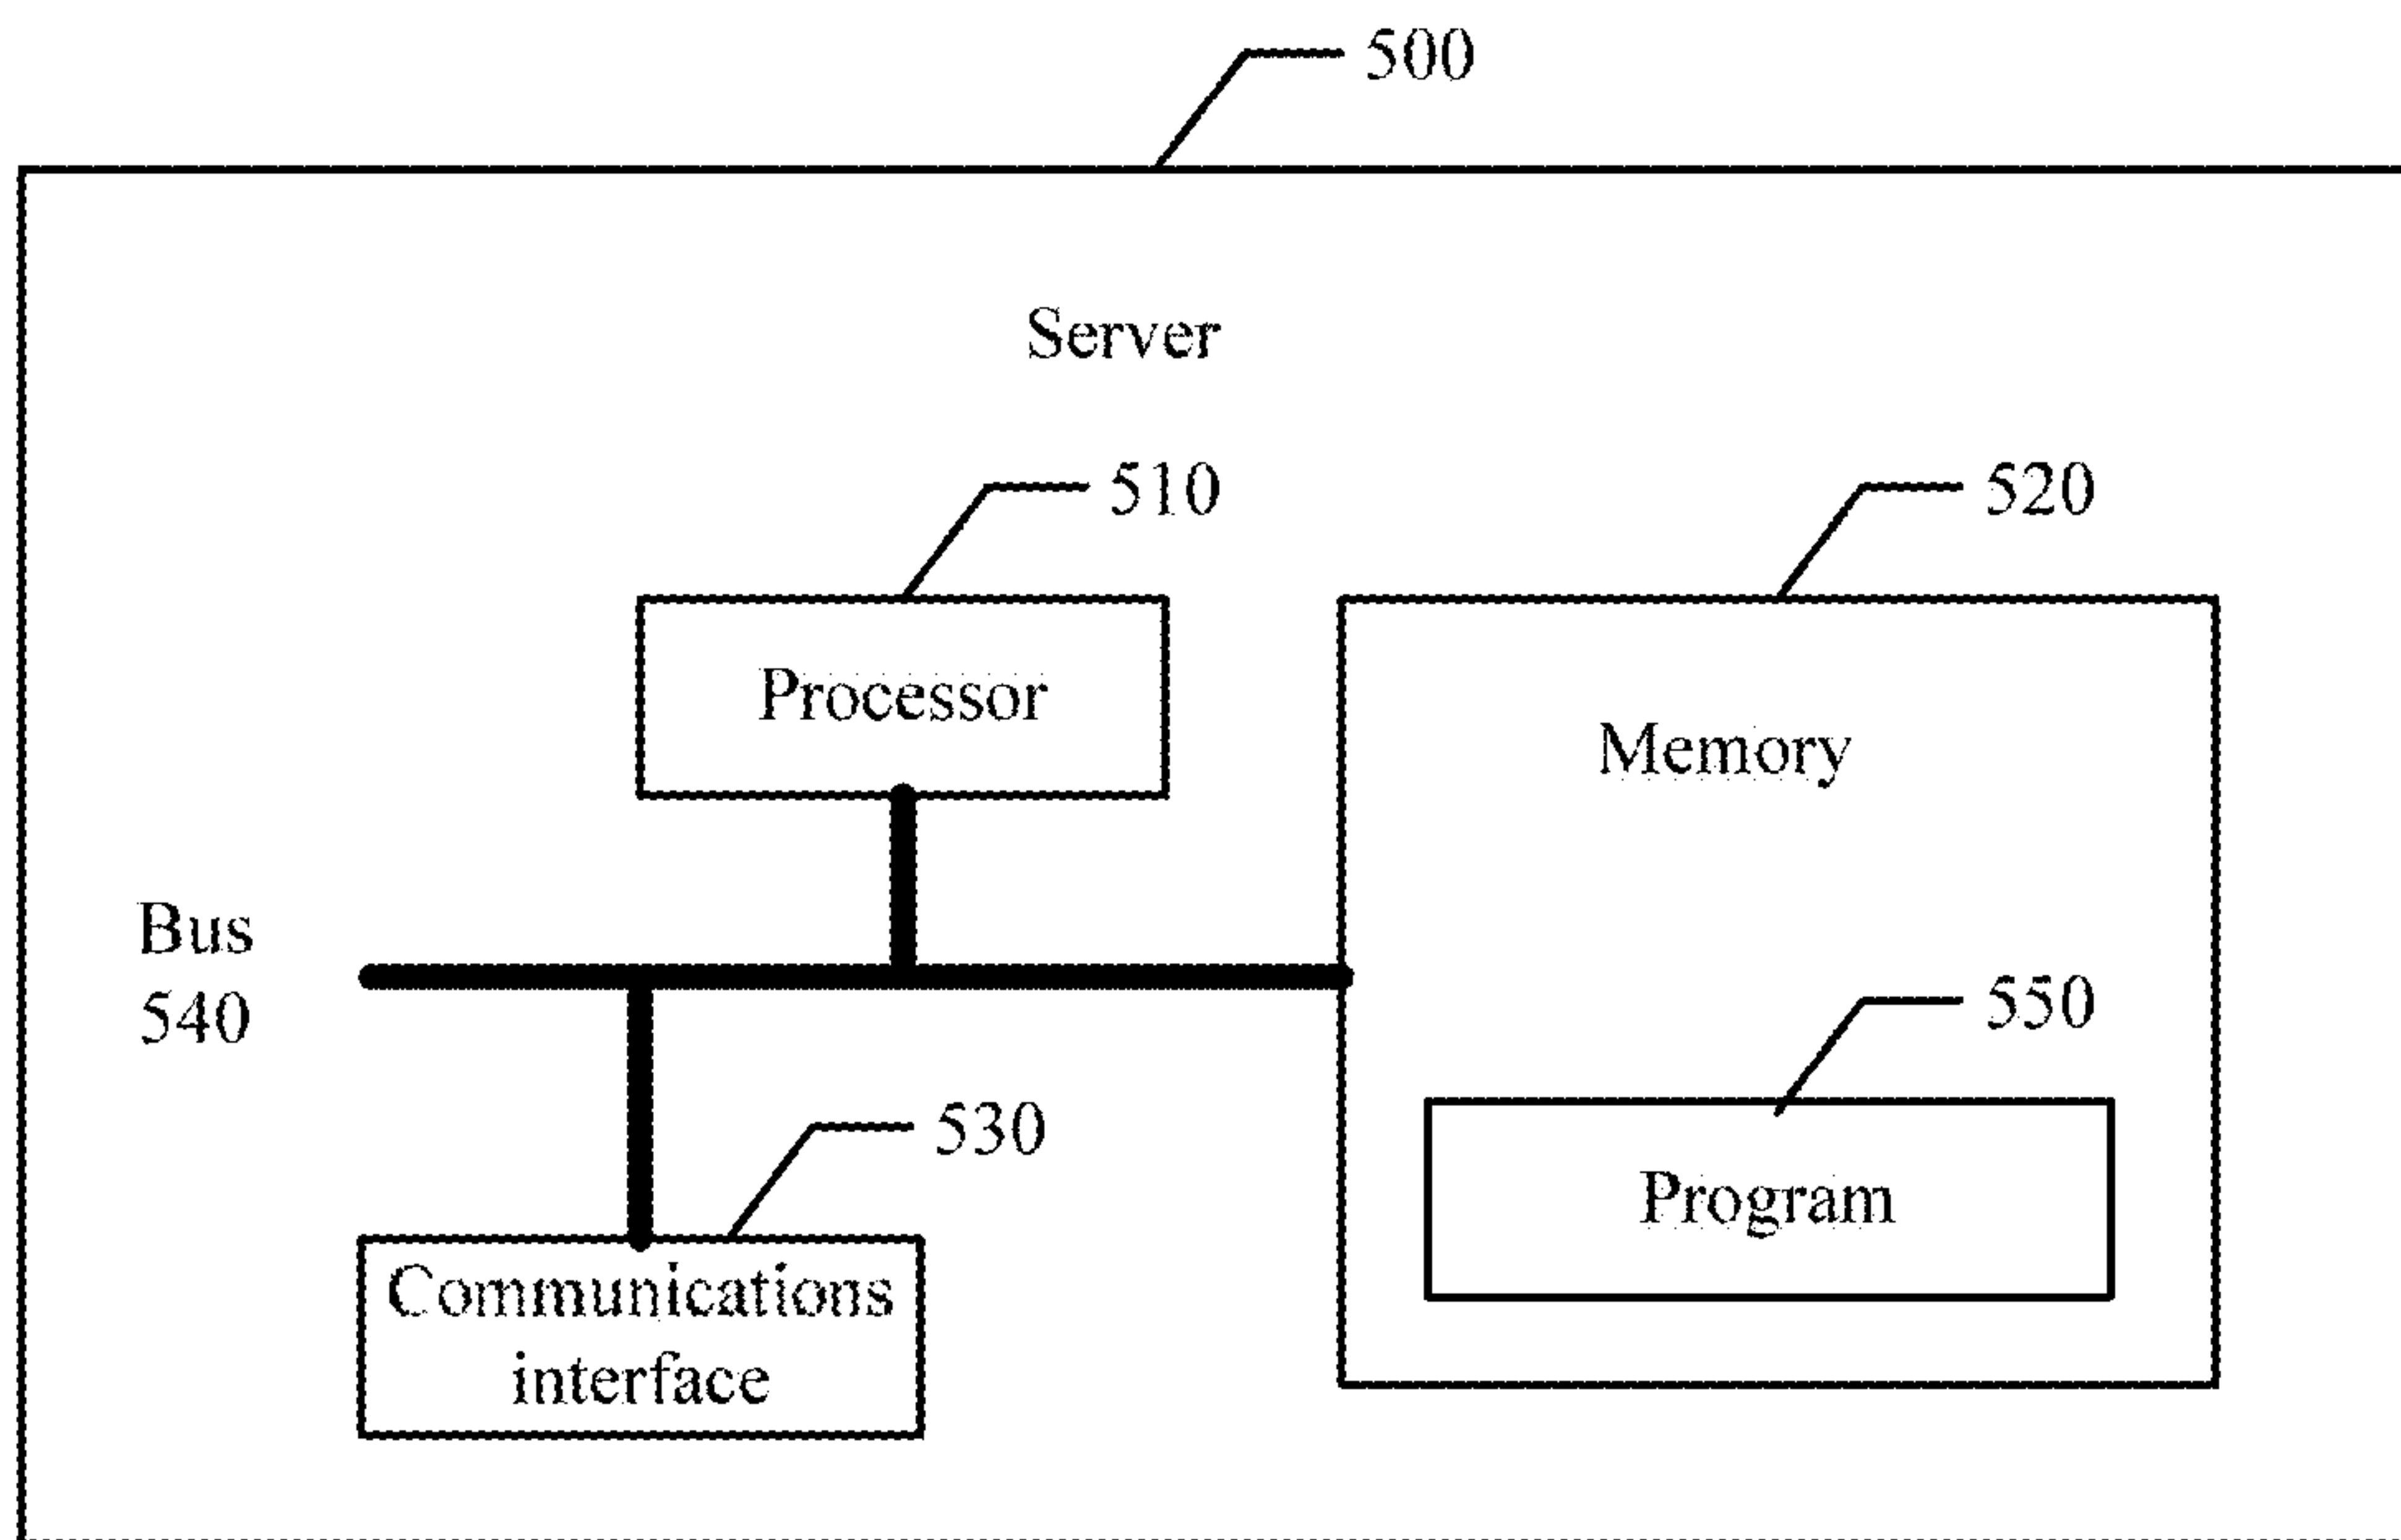 500
Server
510
520
Processor
Memory
Bus
540
550
530
Program
Communications
interface